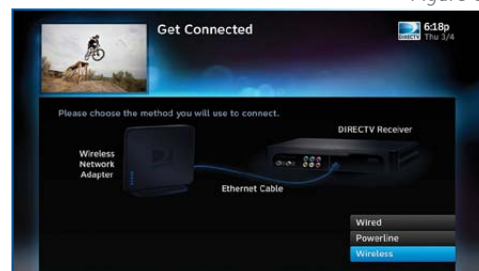 Get Connected
DIRECTV
6:18p
Thu 3/4
Please choose the method you will use to connect.
DIRECTV Receiver
Wireless
Network
Adapter
Ethernet Cable
Wired
Powerline
Wireless